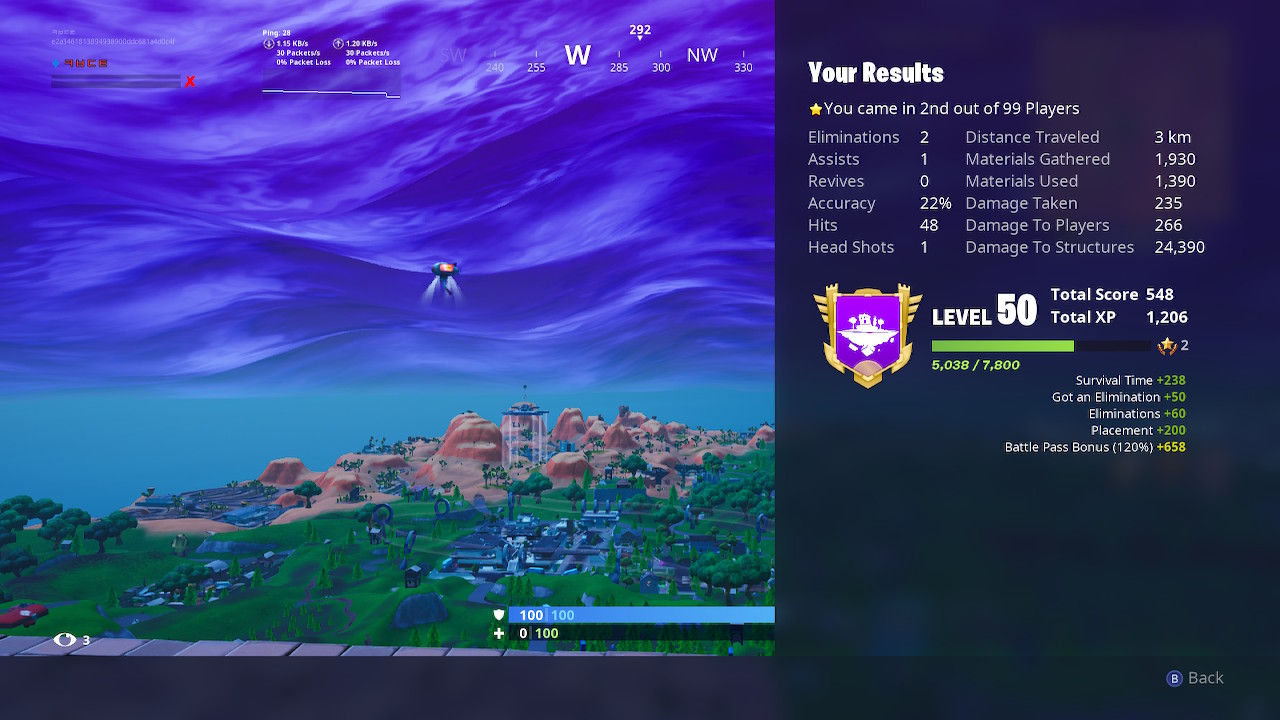 Ping: 28
1.15 KB/s 1.20 KB/s
30 Packets/s 30 Packets/s
0% Packet Loss 0% Packet Loss
292
SW 240 255 W 285 300 NW 330
Your Results
You came in 2nd out of 99 Players
Eliminations 2 Distance Traveled 3 km
Assists 1 Materials Gathered 1,930
Revives 0 Materials Used 1,390
Accuracy 22% Damage Taken 235
Hits 48 Damage To Players 266
Head Shots 1 Damage To Structures 24,390
LEVEL 50
Total Score 548
Total XP 1,206
2
5,038 / 7,800
Survival Time +238
Got an Elimination +50
Eliminations +60
Placement +200
Battle Pass Bonus (120%) +658
100 | 100
0 | 100
3
B Back